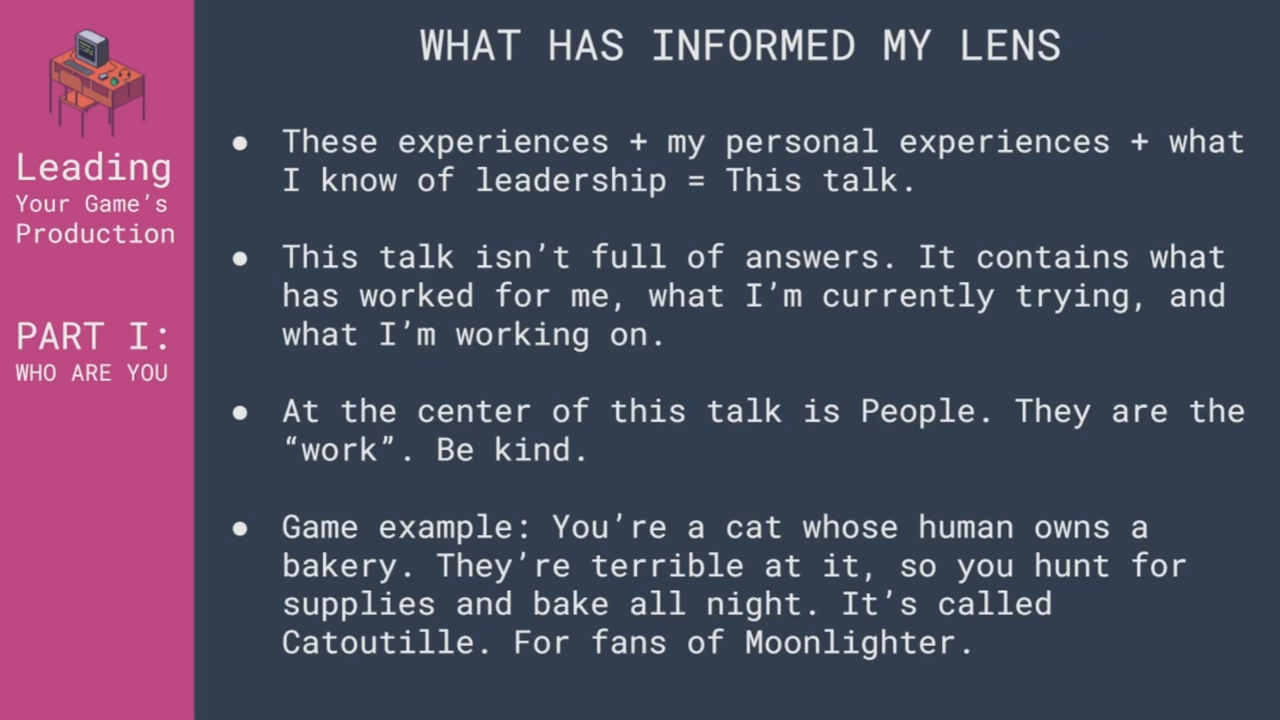 Leading
Your Game’s
Production
PART I:
WHO ARE YOU
WHAT HAS INFORMED MY LENS
● These experiences + my personal experiences + what
I know of leadership = This talk.
● This talk isn’t full of answers. It contains what
has worked for me, what I’m currently trying, and
what I’m working on.
● At the center of this talk is People. They are the
“work”. Be kind.
● Game example: You’re a cat whose human owns a
bakery. They’re terrible at it, so you hunt for
supplies and bake all night. It’s called
Catoutille. For fans of Moonlighter.